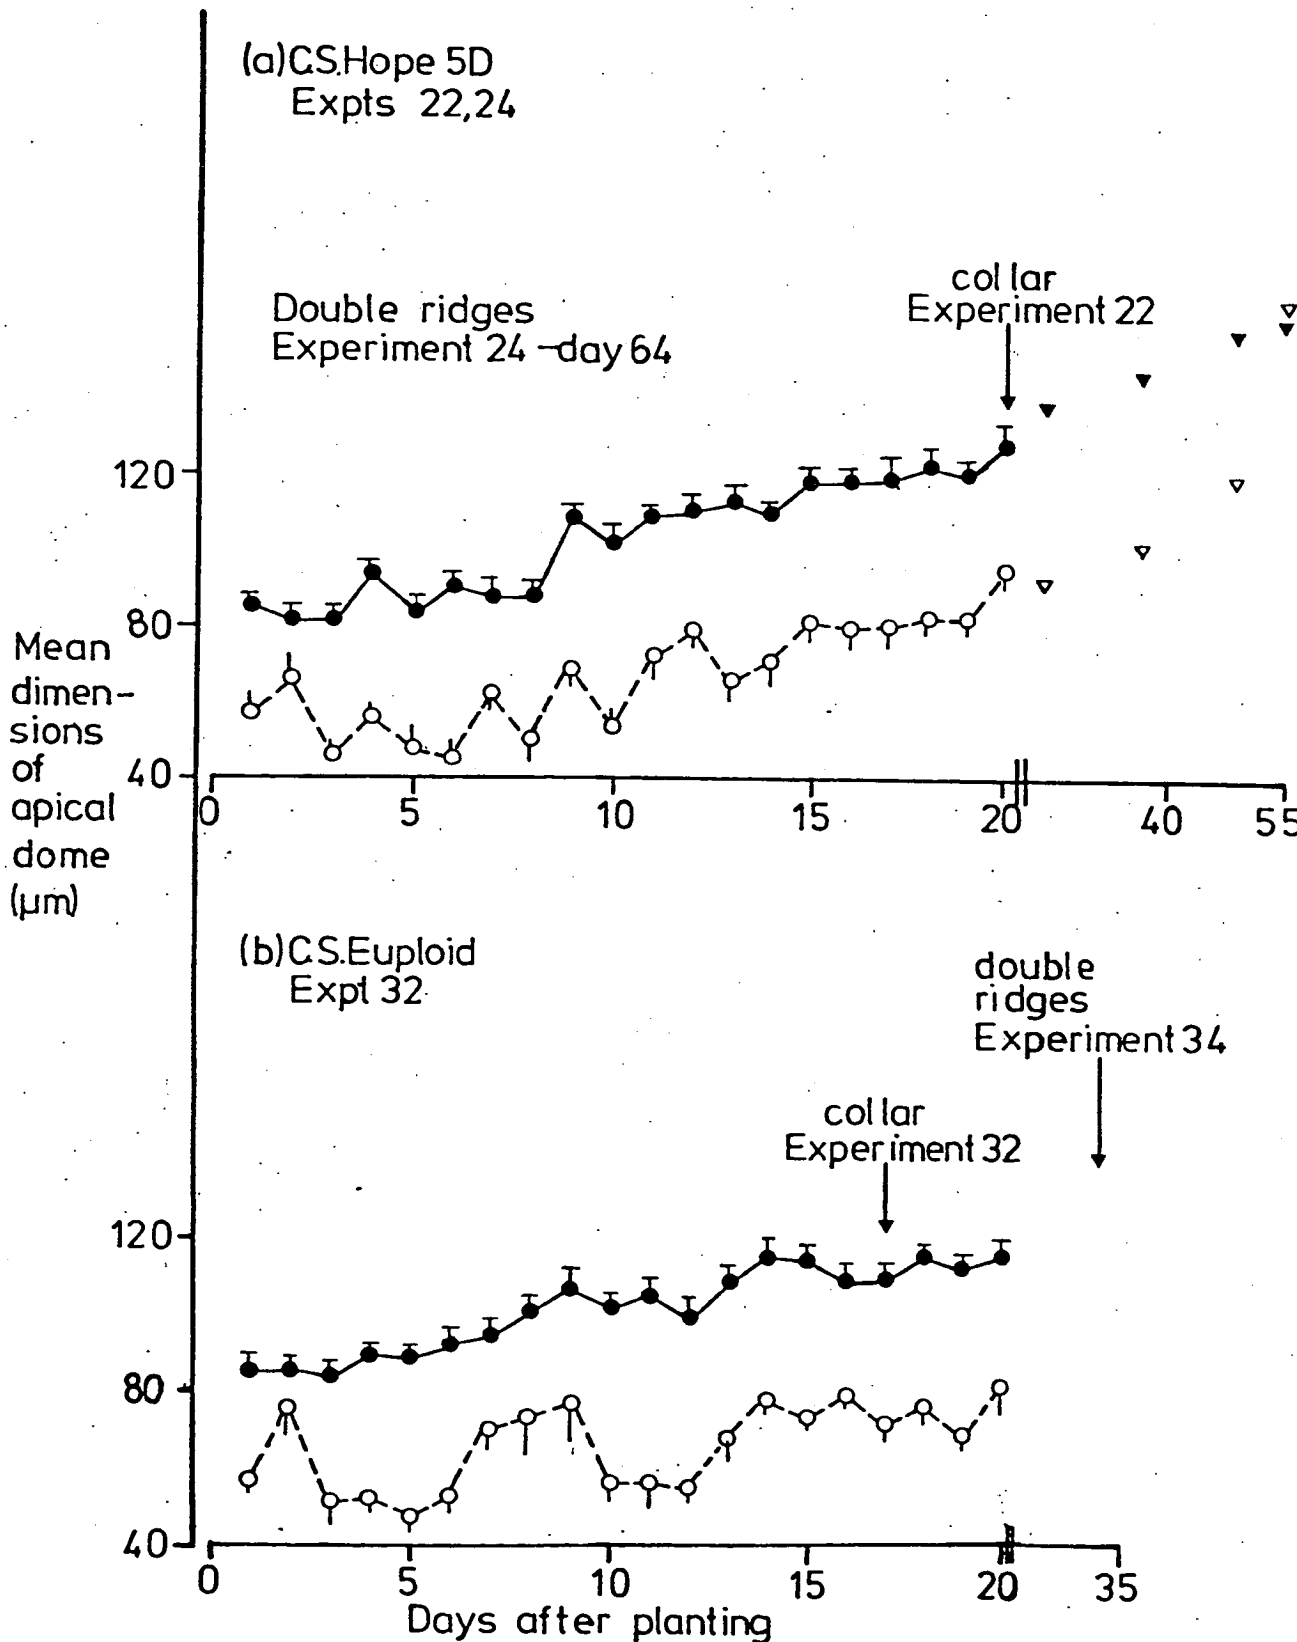 (a)C.S.Hope 5D
Expts 22,24
collar
Experiment 22
Double ridges
Experiment 24 –day 64
120
80
40
Mean
dimen-
sions
of
apical
dome
(µm)
0 5 10 15 20 40 55
(b)C.S.Euploid
Expt 32
double
ridges
Experiment 34
collar
Experiment 32
120
80
40
0 5 10 15 20 35
Days after planting